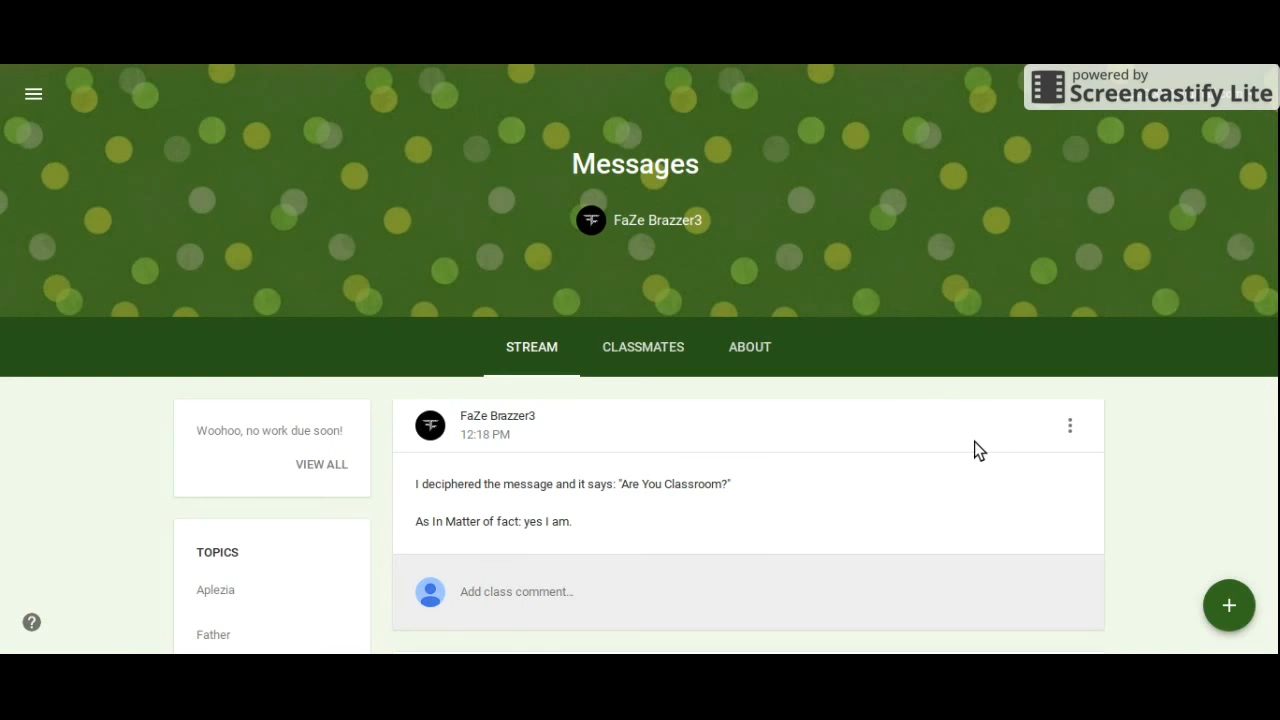 powered by
Screencastify Lite
Messages
FaZe Brazzer3
STREAM CLASSMATES ABOUT
Woohoo, no work due soon!
VIEW ALL
TOPICS
Aplezia
Father
FaZe Brazzer3
12:18 PM
I deciphered the message and it says: "Are You Classroom?"
As In Matter of fact: yes I am.
Add class comment...